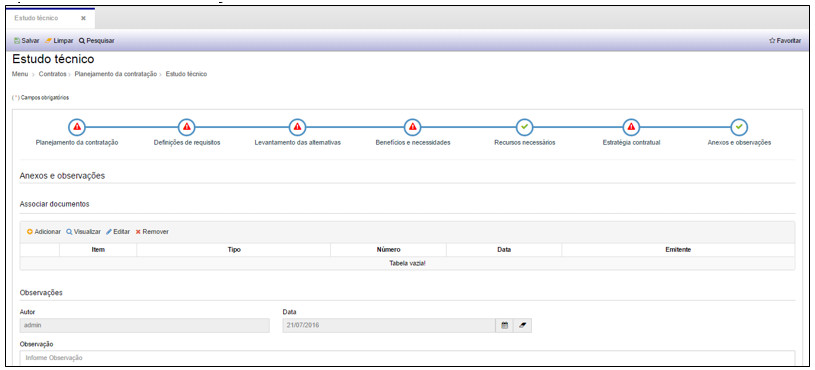 Estudo técnico ×
Salvar Limpar Pesquisar Favoritar
Estudo técnico
Menu > Contratos > Planejamento da contratação > Estudo técnico
(*) Campos obrigatórios
Planejamento da contratação Definições de requisitos Levantamento das alternativas Benefícios e necessidades Recursos necessários Estratégia contratual Anexos e observações
Anexos e observações
Associar documentos
Adicionar Visualizar Editar Remover
Item Tipo Número Data Emitente
Tabela vazia!
Observações
Autor Data
admin 21/07/2016
Observação
Informe Observação